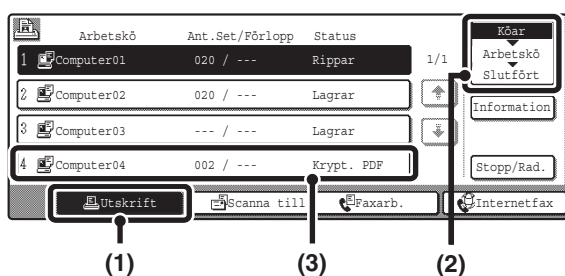 Arbetskö Ant.Set/Förlopp Status
1 Computer01 020 / --- Rippar
2 Computer02 020 / --- Lagrar
3 Computer03 --- / --- Lagrar
4 Computer04 002 / --- Krypt. PDF
1/1
Köar
Arbetskö
Slutfört
Information
Stopp/Rad.
Utskrift Scanna till Faxarb. Internetfax
(1) (3) (2)